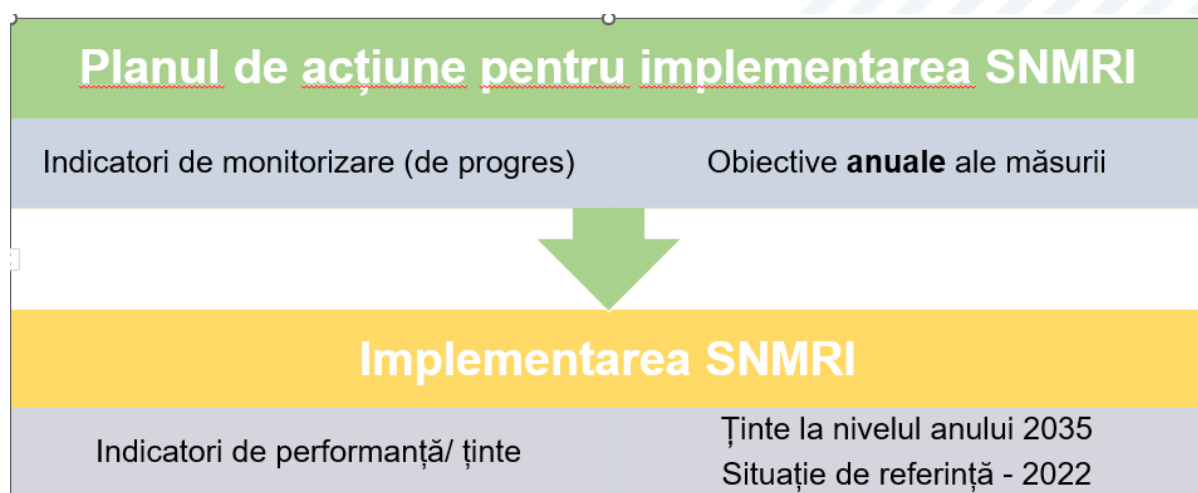 Planul de acțiune pentru implementarea SNMRI
Indicatori de monitorizare (de progres)
Obiective anuale ale măsurii
Implementarea SNMRI
Indicatori de performanță/ ținte
Ținte la nivelul anului 2035
Situație de referință - 2022